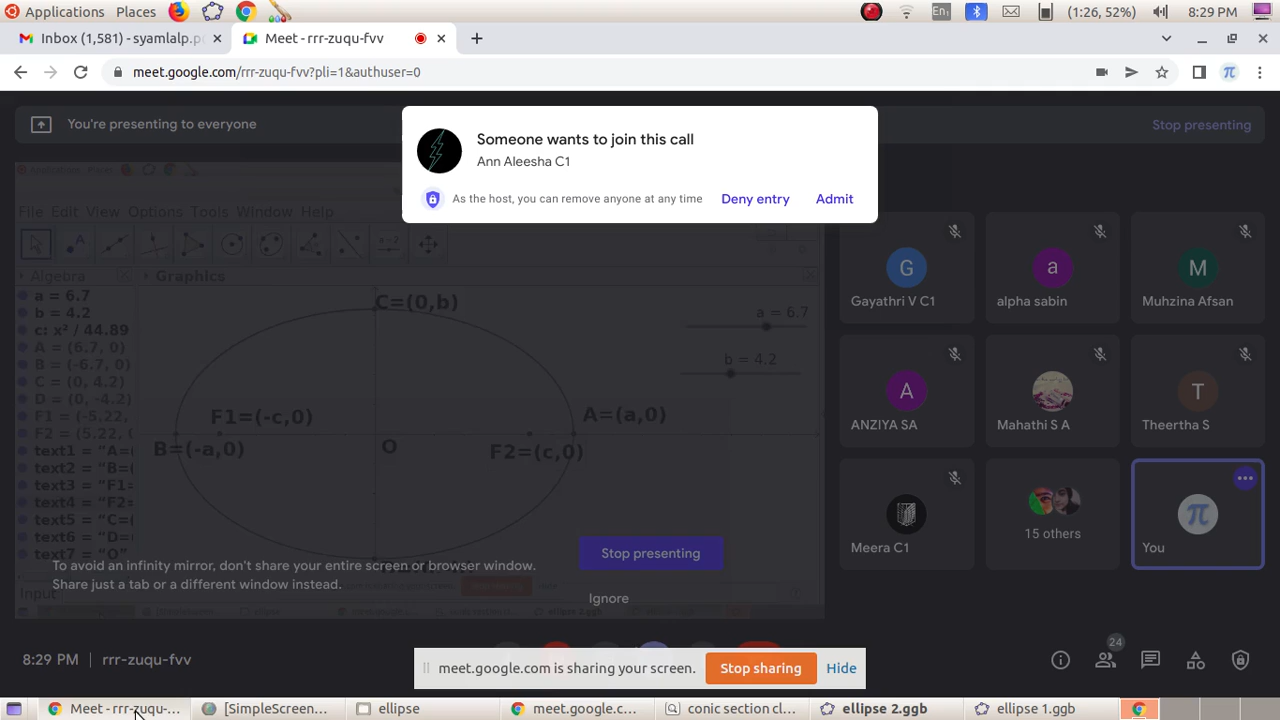 Applications Places En1 (1:26, 52%) 8:29 PM
Inbox (1,581) - syamlalp.p Meet - rrr-zuqu-fvv
meet.google.com/rrr-zuqu-fvv?pli=1&authuser=0
You're presenting to everyone
Stop presenting
Someone wants to join this call
Ann Aleesha C1
As the host, you can remove anyone at any time Deny entry Admit
File Edit View Options Tools Window Help
Algebra Graphics
a = 6.7
b = 4.2
c: x² / 44.89
A = (6.7, 0)
B = (-6.7, 0)
C = (0, 4.2)
D = (0, -4.2)
F1 = (-5.22,
F2 = (5.22, 0
text1 = "A=(
text2 = "B=(
text3 = "F1=
text4 = "F2=
text5 = "C=(
text6 = "D=(
text7 = "O"
Input:
C=(0,b)
a = 6.7
b = 4.2
F1=(-c,0)
A=(a,0)
B=(-a,0)
O
F2=(c,0)
To avoid an infinity mirror, don't share your entire screen or browser window.
Share just a tab or a different window instead.
Stop presenting
Ignore
Gayathri V C1
a
alpha sabin
M
Muhzina Afsan
G
A
ANZIYA SA
Mahathi S A
T
Theertha S
Meera C1
15 others
π
You
8:29 PM | rrr-zuqu-fvv
24
meet.google.com is sharing your screen. Stop sharing Hide
Meet - rrr-zuqu-... [SimpleScreen... ellipse meet.google.c... conic section cl... ellipse 2.ggb ellipse 1.ggb